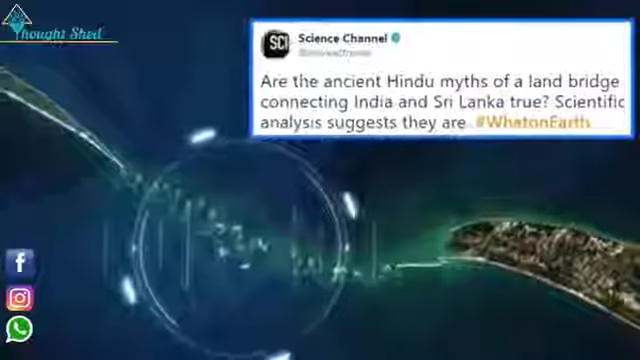 Thought Shed
SCI
Science Channel
Are the ancient Hindu myths of a land bridge
connecting India and Sri Lanka true? Scientific
analysis suggests they are. #WhatonEarth